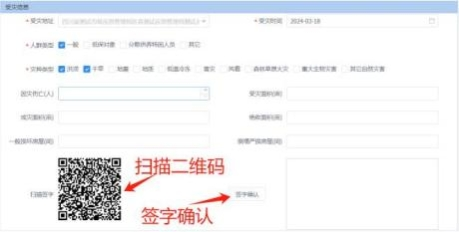 受灾信息
* 受灾地址
* 受灾时间 2024-03-18
* 人群类型 一般 低保对象 分散供养特困人员 其它
* 灾种类型 洪涝 干旱 地震 地质 低温冷冻 雪灾 风雹 森林草原火灾 重大生物灾害 其它自然灾害
因灾伤亡(人) 受灾面积(亩)
成灾面积(亩) 绝收面积(亩)
一般损坏房屋(间) 倒塌严损房屋(间)
扫描二维码
扫描签字 签字确认
签字确认